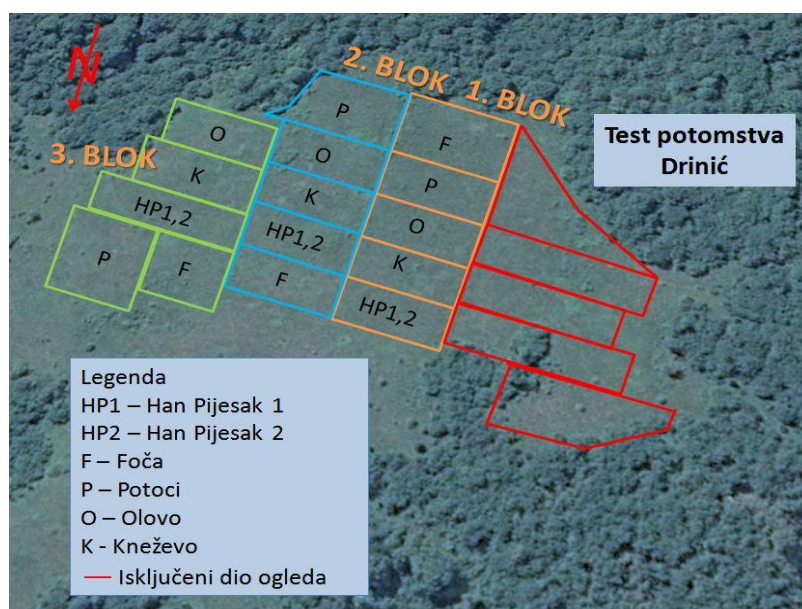 N
2. BLOK
1. BLOK
3. BLOK
Test potomstva
Drinić
O
K
HP1,2
P
F
P
O
K
HP1,2
F
F
P
O
K
HP1,2
Legenda
HP1 – Han Pijesak 1
HP2 – Han Pijesak 2
F – Foča
P – Potoci
O – Olovo
K - Kneževo
Isključeni dio ogleda